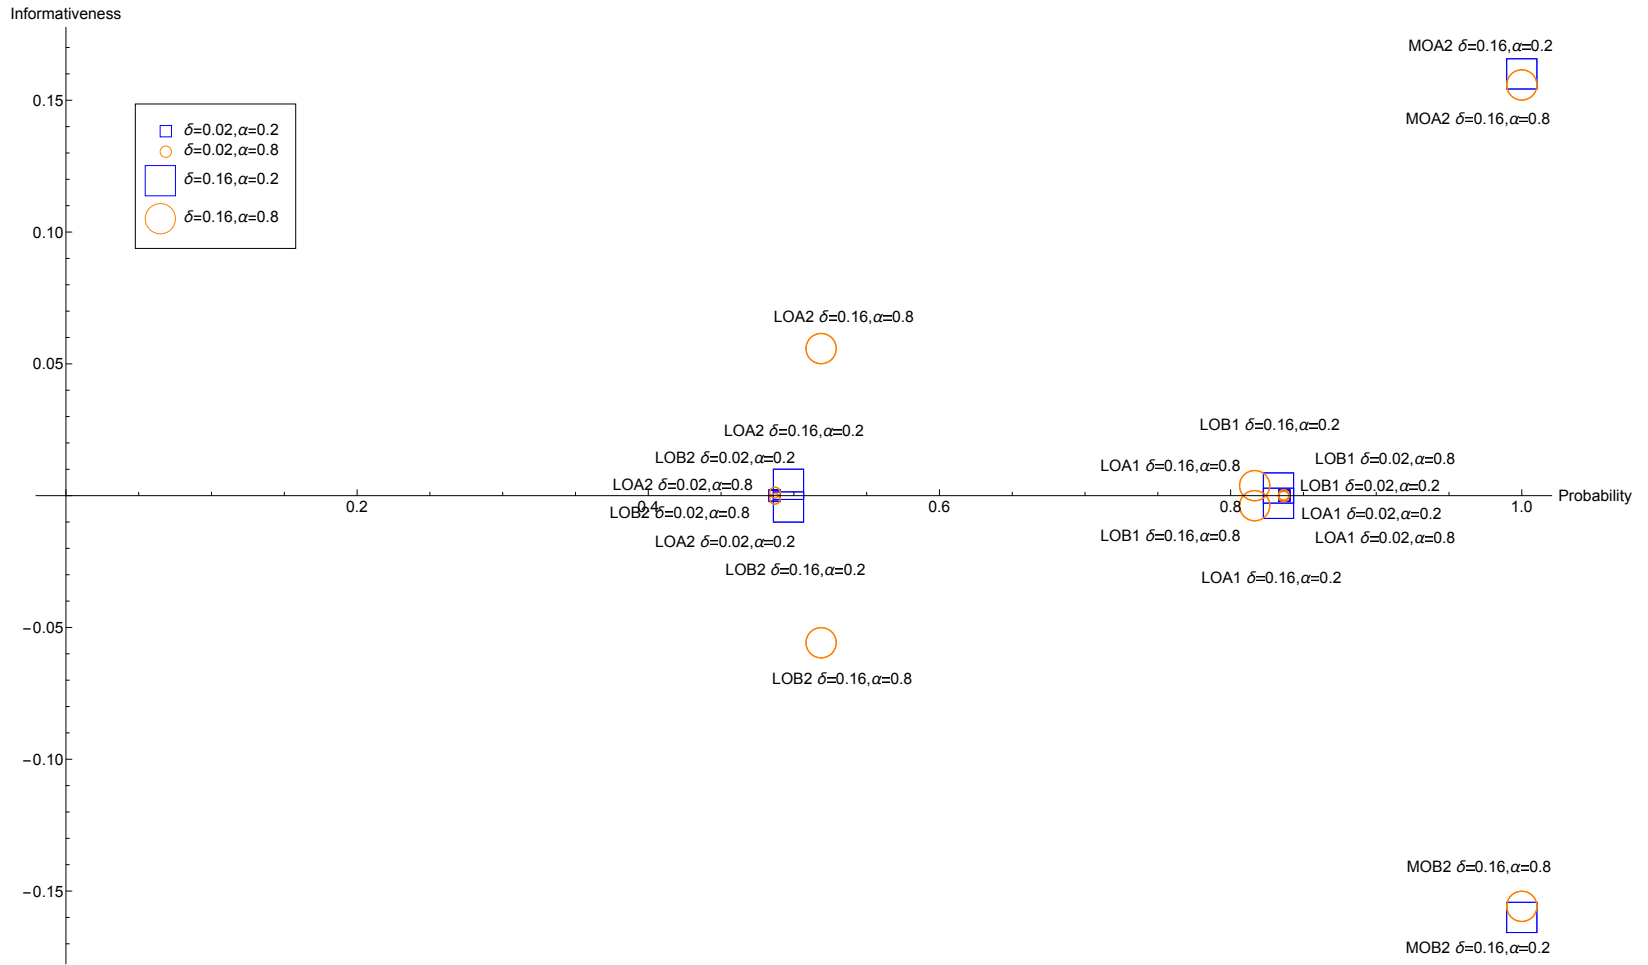 Informativeness
MOA2 δ=0.16,α=0.2
0.15
MOA2 δ=0.16,α=0.8
δ=0.02,α=0.2
δ=0.02,α=0.8
δ=0.16,α=0.2
δ=0.16,α=0.8
0.10
LOA2 δ=0.16,α=0.8
0.05
LOA2 δ=0.16,α=0.2
LOB1 δ=0.16,α=0.2
LOB2 δ=0.02,α=0.2
LOA1 δ=0.16,α=0.8
LOB1 δ=0.02,α=0.8
LOA2 δ=0.02,α=0.8
LOB1 δ=0.02,α=0.2
Probability
0.2
0.4
0.6
0.8
1.0
LOB2 δ=0.02,α=0.8
LOA1 δ=0.02,α=0.2
LOA2 δ=0.02,α=0.2
LOB1 δ=0.16,α=0.8
LOA1 δ=0.02,α=0.8
LOB2 δ=0.16,α=0.2
LOA1 δ=0.16,α=0.2
−0.05
LOB2 δ=0.16,α=0.8
−0.10
MOB2 δ=0.16,α=0.8
−0.15
MOB2 δ=0.16,α=0.2